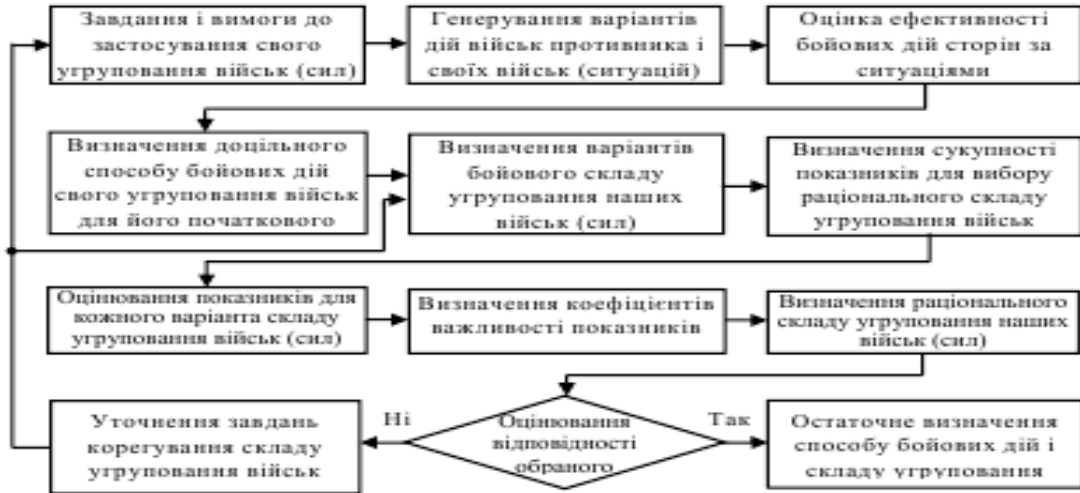 Завдання і вимоги до
застосування свого
угруповання військ (сил)
Генерування варіантів
дій військ противника і
своїх військ (ситуацій)
Оцінка ефективності
бойових дій сторін за
ситуаціями
Визначення доцільного
способу бойових дій
свого угруповання військ
для його початкового
Визначення варіантів
бойового складу
угруповання наших
військ (сил)
Визначення сукупності
показників для вибору
раціонального складу
угруповання військ
Оцінювання показників для
кожного варіанта складу
угруповання військ (сил)
Визначення коефіцієнтів
важливості показників
Визначення раціонального
складу угруповання наших
військ (сил)
Уточнення завдань
корегування складу
угруповання військ
Ні
Оцінювання
відповідності
обраного
Так
Остаточне визначення
способу бойових дій і
складу угруповання